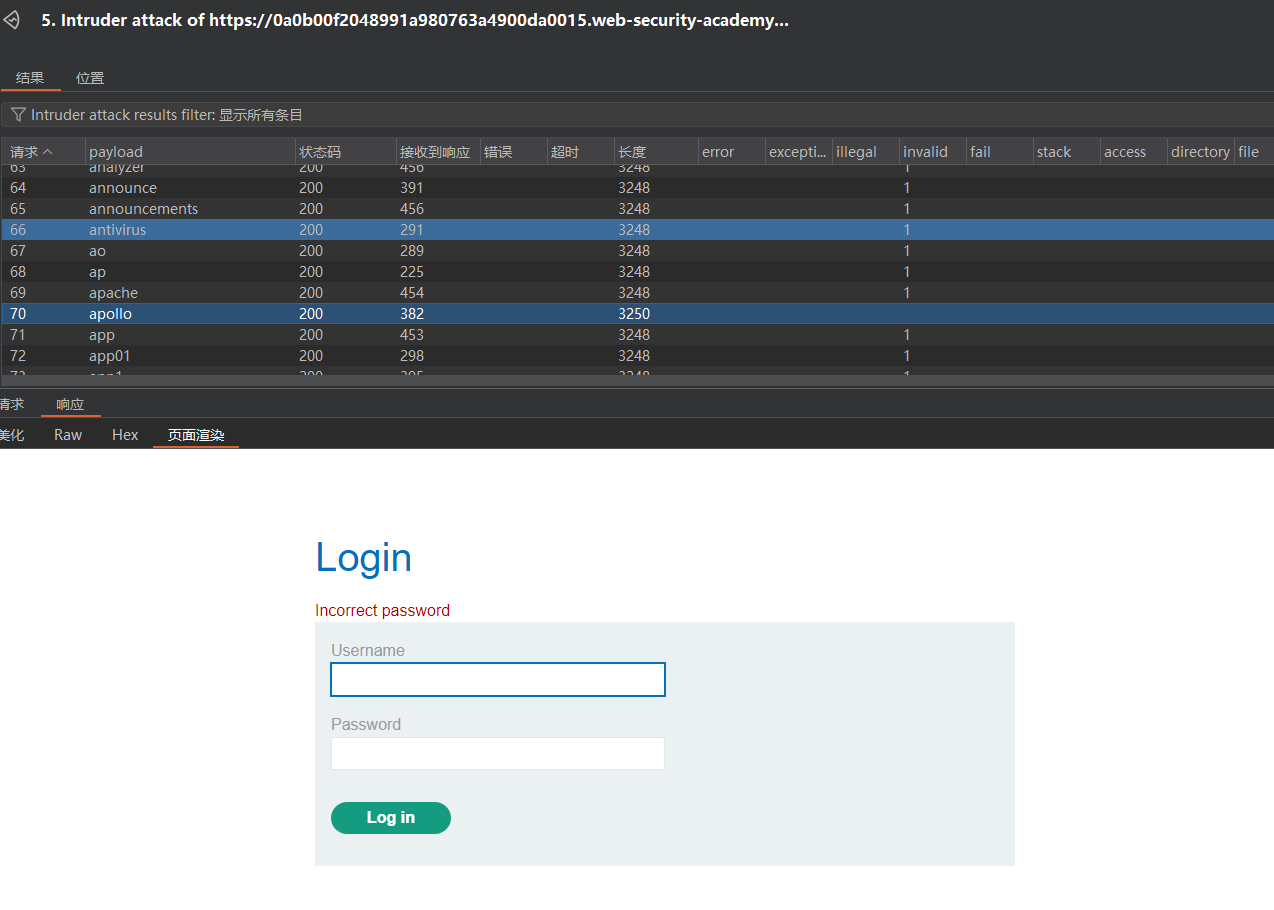 5. Intruder attack of https://0a0b00f2048991a980763a4900da0015.web-security-academy...
结果 位置
Intruder attack results filter: 显示所有条目
请求 payload 状态码 接收到响应 错误 超时 长度 error excepti... illegal invalid fail stack access directory file
63 analyzer 200 456 3248 1
64 announce 200 391 3248 1
65 announcements 200 456 3248 1
66 antivirus 200 291 3248 1
67 ao 200 289 3248 1
68 ap 200 225 3248 1
69 apache 200 454 3248 1
70 apollo 200 382 3250
71 app 200 453 3248 1
72 app01 200 298 3248 1
请求 响应
美化 Raw Hex 页面渲染
Login
Incorrect password
Username
Password
Log in